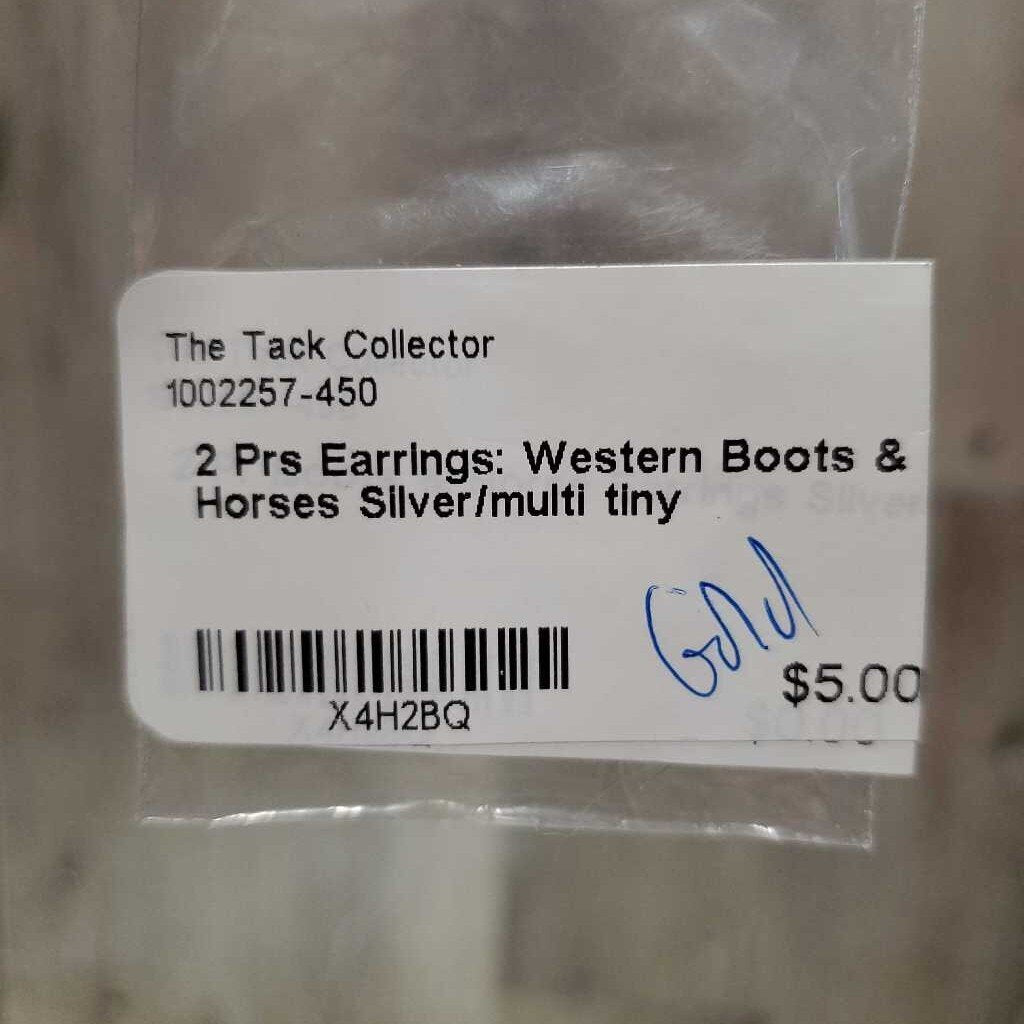 The Tack Collector
1002257-450
2 Prs Earrings: Western Boots &
Horses Silver/multi tiny
Gold
$5.00
X4H2BQ